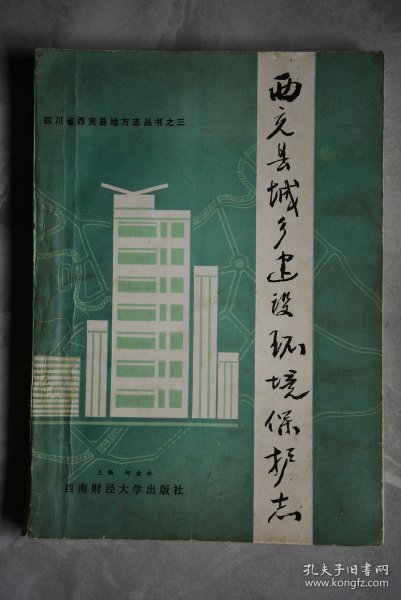 四川省西充县地方志丛书之三
西充县城乡建设环境保护志
主编 何金水
西南财经大学出版社
孔夫子旧书网
www.kongfz.com